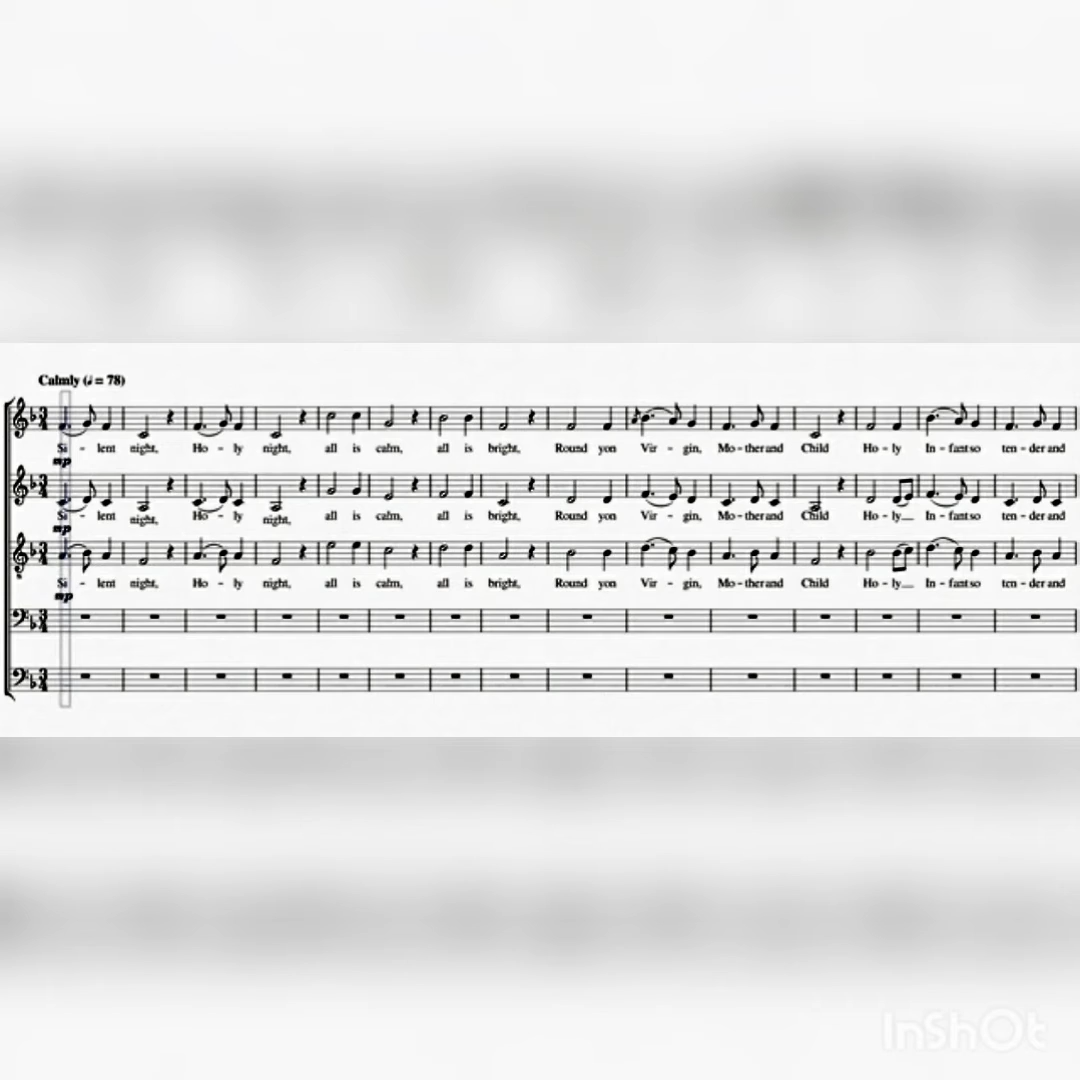 Calmly (♩ = 78)
Si - lent night, Ho - ly night, all is calm, all is bright, Round yon Vir - gin, Mo - ther and Child Ho - ly In - fant so ten - der and
mp
Si - lent night, Ho - ly night, all is calm, all is bright, Round yon Vir - gin, Mo - ther and Child Ho - ly__ In - fant so ten - der and
mp
Si - lent night, Ho - ly night, all is calm, all is bright, Round yon Vir - gin, Mo - ther and Child Ho - ly__ In - fant so ten - der and
mp
InShOt